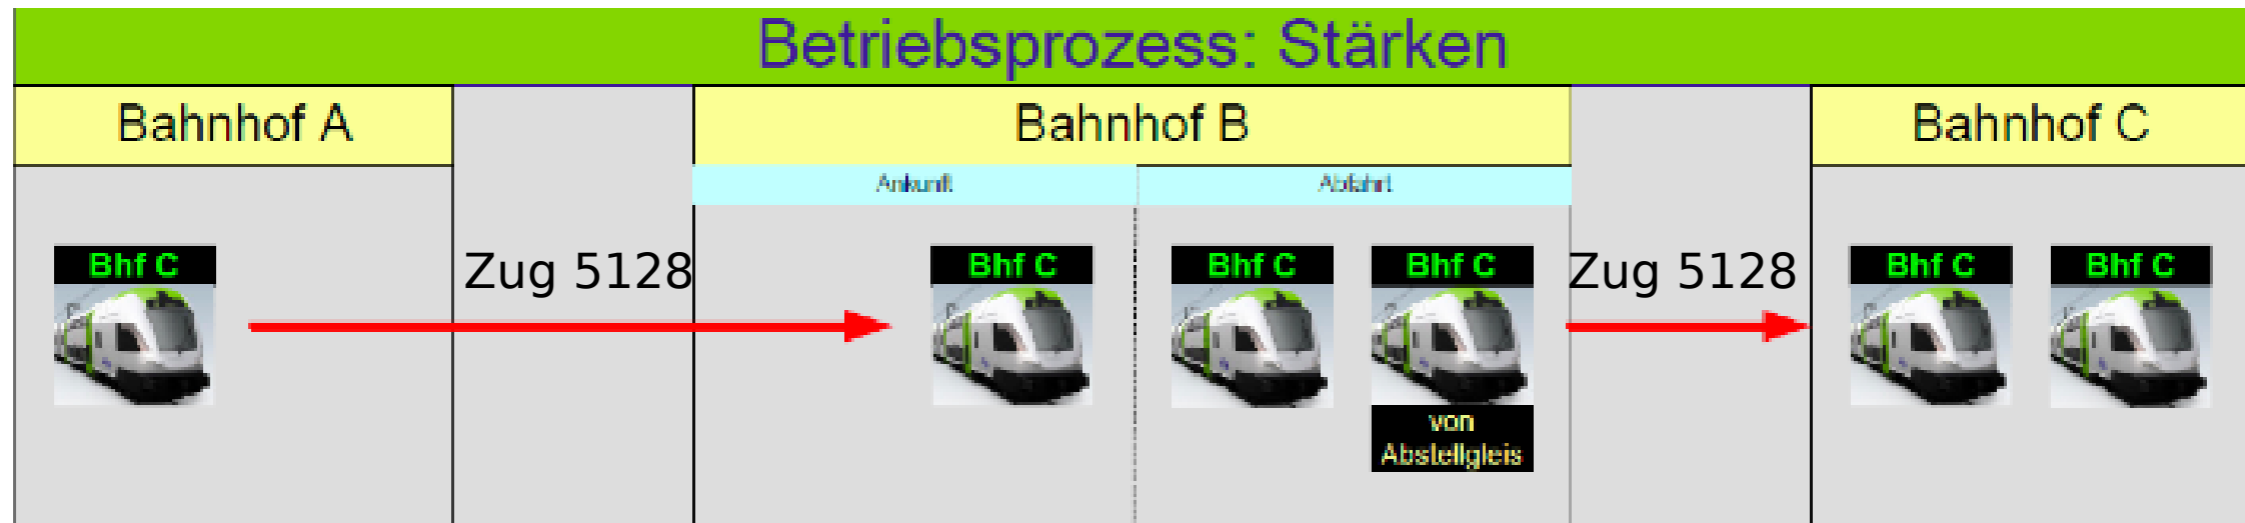 Betriebsprozess: Stärken
Bahnhof A
Bahnhof B
Bahnhof C
Ankunft
Abfahrt
Bhf C
Zug 5128
Bhf C
Bhf C
Bhf C
Zug 5128
Bhf C
Bhf C
von
Abstellgleis